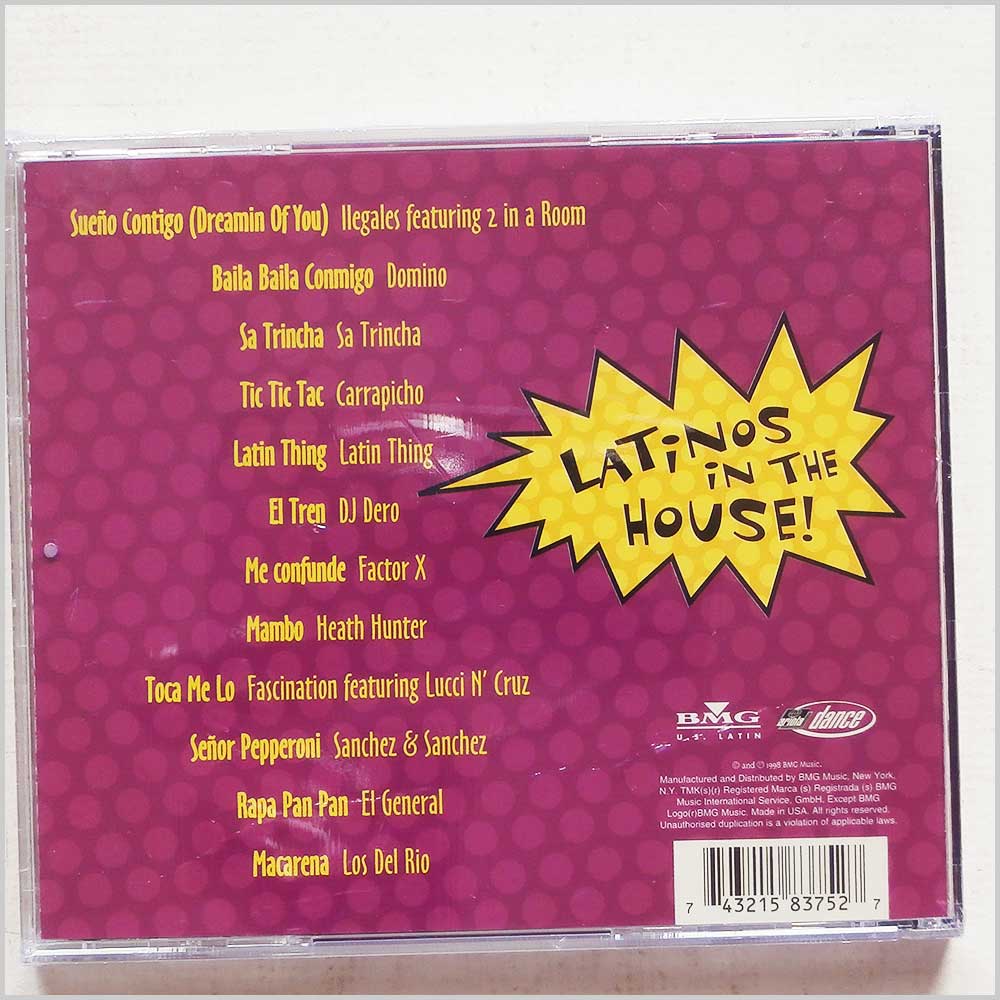 Sueño Contigo (Dreamin Of You) Ilegales featuring 2 in a Room
Baila Baila Conmigo Domino
Sa Trincha Sa Trincha
Tic Tic Tac Carrapicho
Latin Thing Latin Thing
El Tren DJ Dero
Me confunde Factor X
Mambo Heath Hunter
Toca Me Lo Fascination featuring Lucci N' Cruz
Señor Pepperoni Sanchez & Sanchez
Rapa Pan Pan El General
Macarena Los Del Rio
LATiNOS
iN THE
HOUSE!
BMG
U.S. LATIN
ariola dance
© and ℗ 1998 BMG Music.
Manufactured and Distributed by BMG Music, New York,
N.Y. TMK(s)(r) Registered Marca (s) Registrada (s) BMG
Music International Service, GmbH, Except BMG
Logo(r)BMG Music. Made in USA. All rights reserved.
Unauthorised duplication is a violation of applicable laws.
7 43215 83752 7